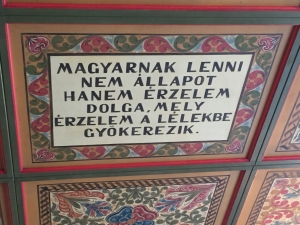 MAGYARNAK LENNI
NEM ÁLLAPOT
HANEM ÉRZELEM
DOLGA, MELY
ÉRZELEM A LÉLEKBE
GYÖKEREZIK.